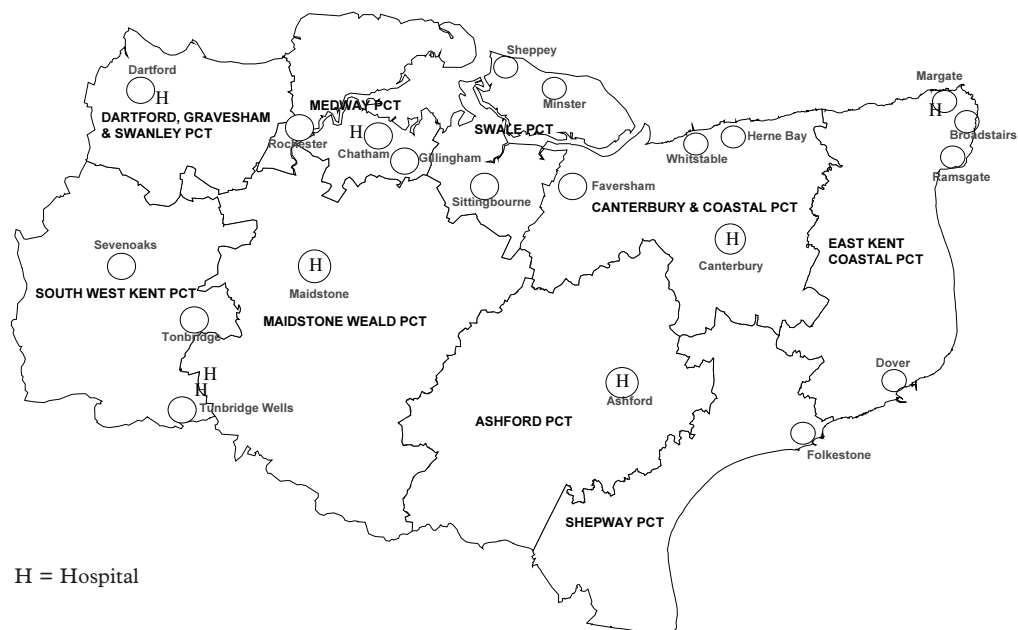 Sheppey
Dartford
H
Minster
Margate
H
MEDWAY PCT
DARTFORD, GRAVESHAM
& SWANLEY PCT
H
SWALE PCT
Rochester
Chatham
Gillingham
Herne Bay
Whitstable
Broadstairs
Ramsgate
Sittingbourne
Faversham
CANTERBURY & COASTAL PCT
Sevenoaks
H
Maidstone
H
Canterbury
EAST KENT
COASTAL PCT
SOUTH WEST KENT PCT
MAIDSTONE WEALD PCT
Tonbridge
H
H
Tunbridge Wells
H
Ashford
ASHFORD PCT
Dover
Folkestone
SHEPWAY PCT
H = Hospital